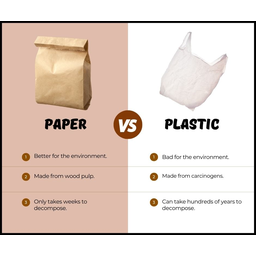 PAPER
VS
PLASTIC
1 Better for the environment.
2 Made from wood pulp.
3 Only takes weeks to
decompose.
1 Bad for the environment.
2 Made from carcinogens.
3 Can take hundreds of years to
decompose.